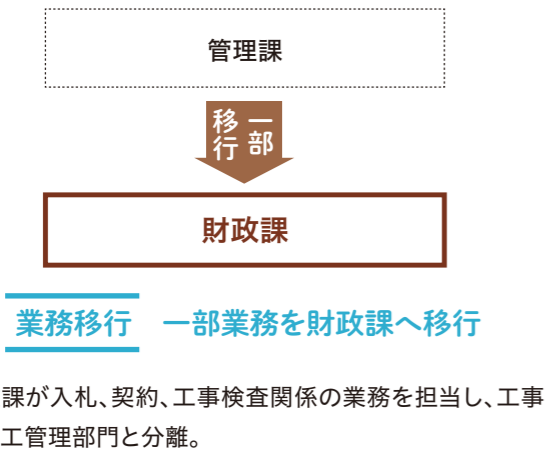 管理課
一部
移行
財政課
業務移行 一部業務を財政課へ移行
課が入札、契約、工事検査関係の業務を担当し、工事
工管理部門と分離。